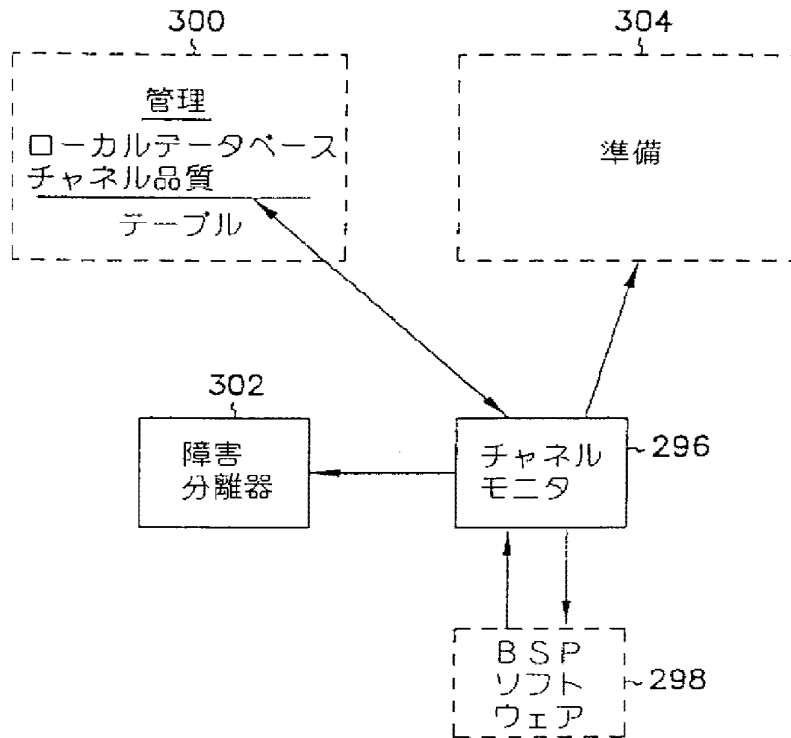 300
304
管理
ローカルデータベース
チャネル品質
テーブル
準備
302
障害
分離器
チャネル
モニタ
296
BSP
ソフト
ウェア
298